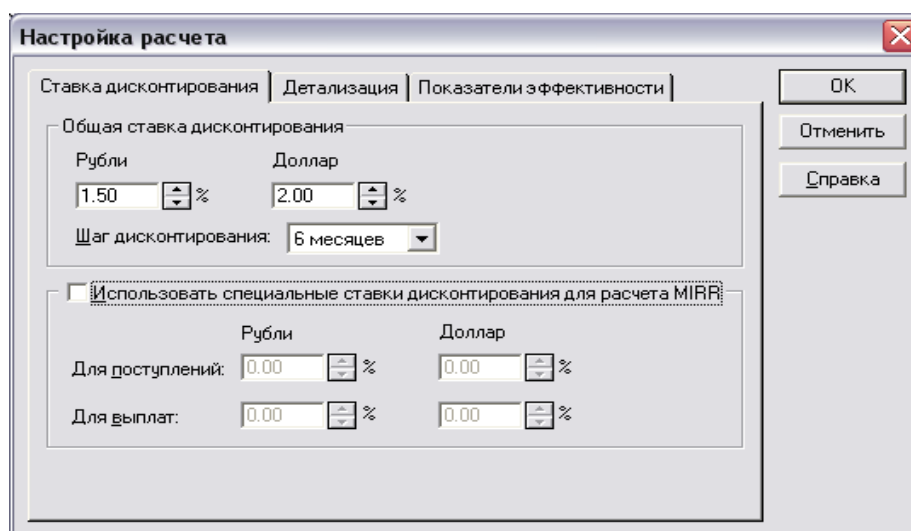 Настройка расчета
Ставка дисконтирования Детализация Показатели эффективности
OK
Отменить
Справка
Общая ставка дисконтирования
Рубли Доллар
1.50 % 2.00 %
Шаг дисконтирования: 6 месяцев
Использовать специальные ставки дисконтирования для расчета MIRR
Рубли Доллар
Для поступлений: 0.00 % 0.00 %
Для выплат: 0.00 % 0.00 %